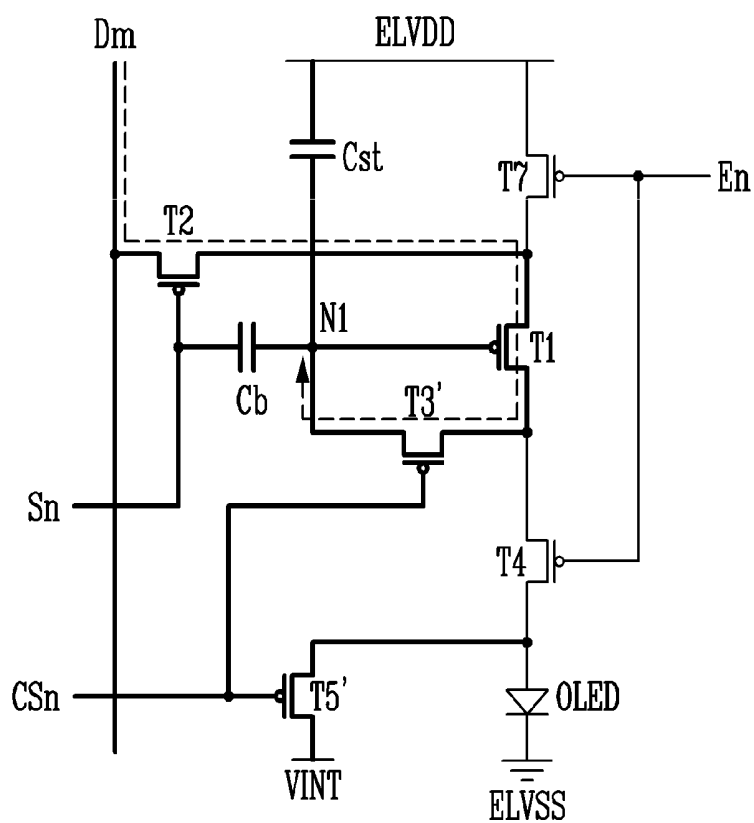 Dm
ELVDD
Cst
T7
En
T2
N1
T1
Cb
T3'
Sn
T4
CSn
T5'
OLED
VINT
ELVSS